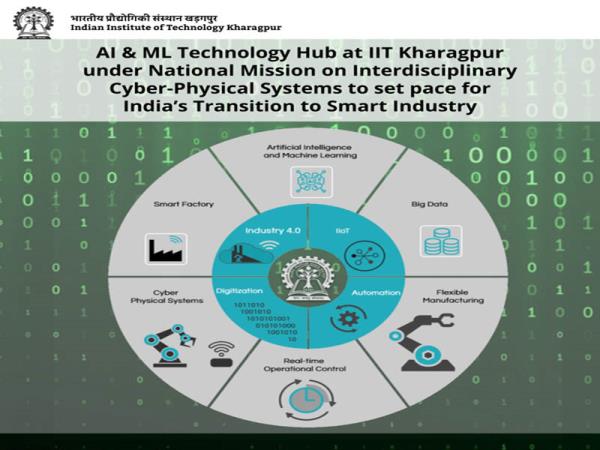 भारतीय प्रौद्योगिकी संस्थान खड़गपुर
Indian Institute of Technology Kharagpur
AI & ML Technology Hub at IIT Kharagpur
under National Mission on Interdisciplinary
Cyber-Physical Systems to set pace for
India's Transition to Smart Industry
Artificial Intelligence
and Machine Learning
Smart Factory
Big Data
Industry 4.0
IIoT
Cyber
Physical Systems
Digitization
Automation
Flexible
Manufacturing
1011010
1001010
1010101001
010101000
1001010
10
Real-time
Operational Control